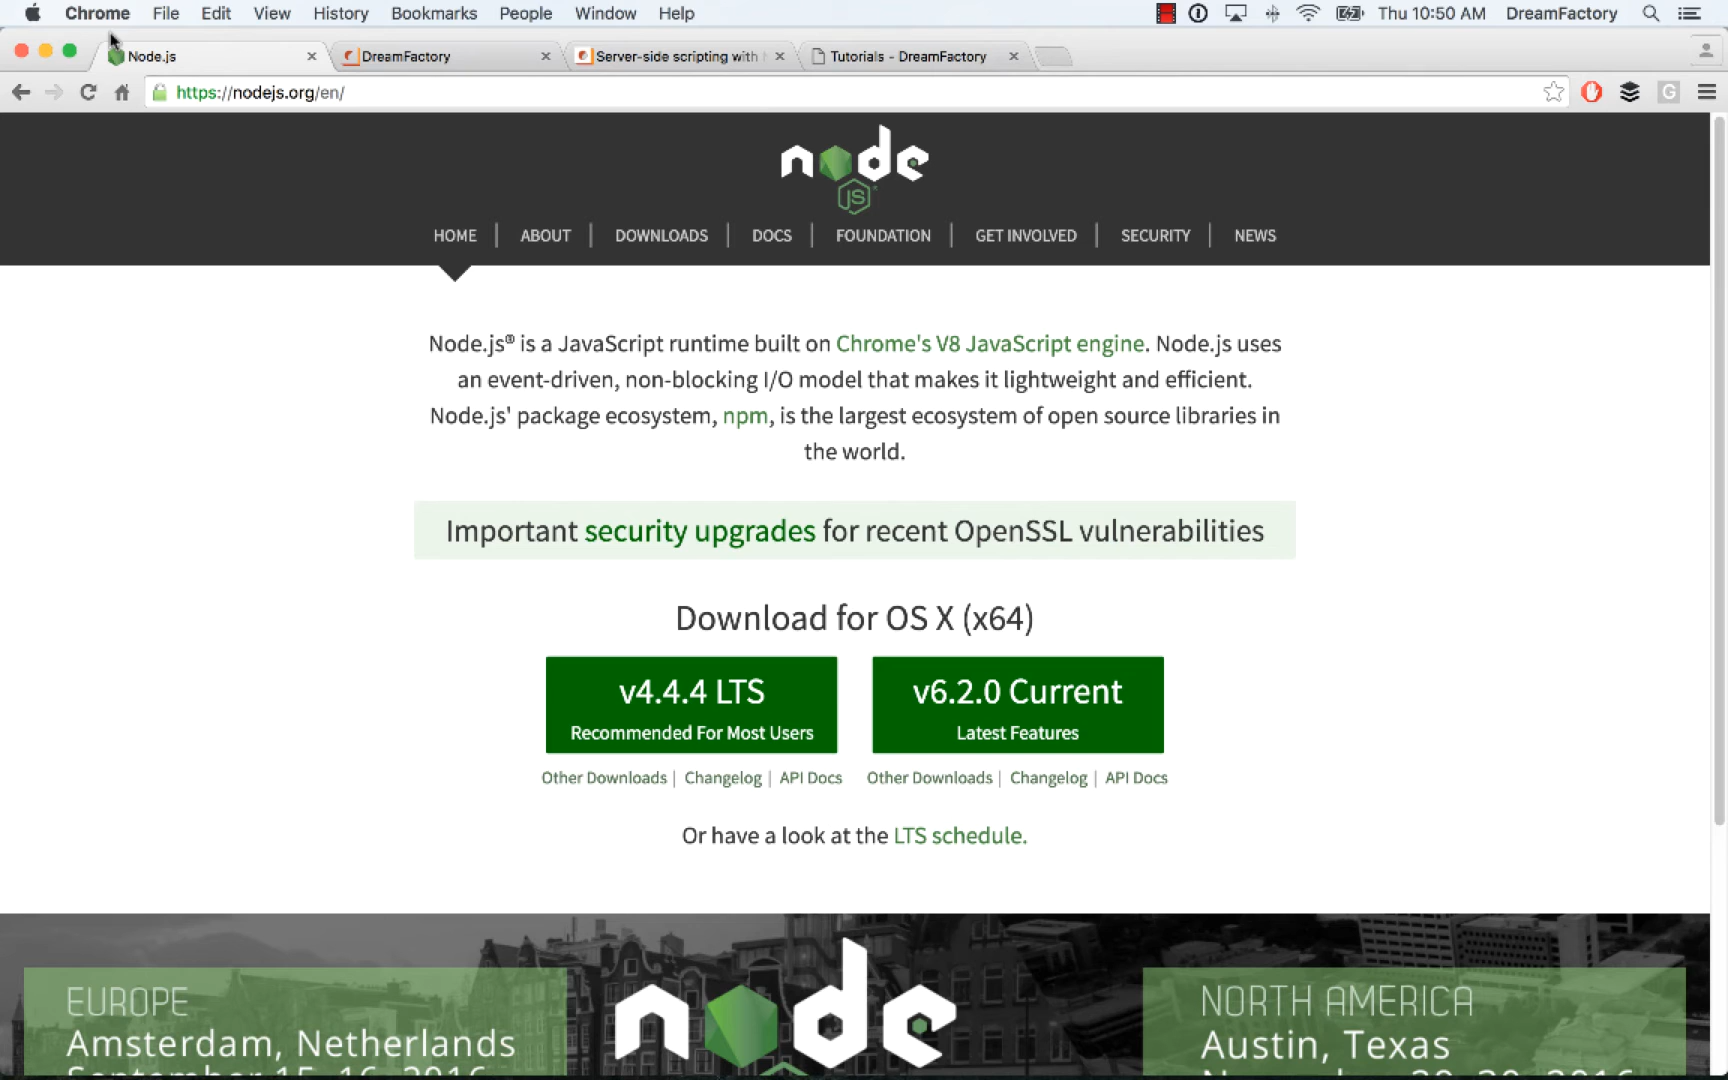 Chrome File Edit View History Bookmarks People Window Help Thu 10:50 AM DreamFactory
Node.js DreamFactory Server-side scripting with Tutorials - DreamFactory
https://nodejs.org/en/
node
JS
HOME | ABOUT | DOWNLOADS | DOCS | FOUNDATION | GET INVOLVED | SECURITY | NEWS
Node.js® is a JavaScript runtime built on Chrome's V8 JavaScript engine. Node.js uses
an event-driven, non-blocking I/O model that makes it lightweight and efficient.
Node.js' package ecosystem, npm, is the largest ecosystem of open source libraries in
the world.
Important security upgrades for recent OpenSSL vulnerabilities
Download for OS X (x64)
v4.4.4 LTS
Recommended For Most Users
v6.2.0 Current
Latest Features
Other Downloads | Changelog | API Docs
Other Downloads | Changelog | API Docs
Or have a look at the LTS schedule.
EUROPE
Amsterdam, Netherlands
September 15-16 2016
node
NORTH AMERICA
Austin, Texas